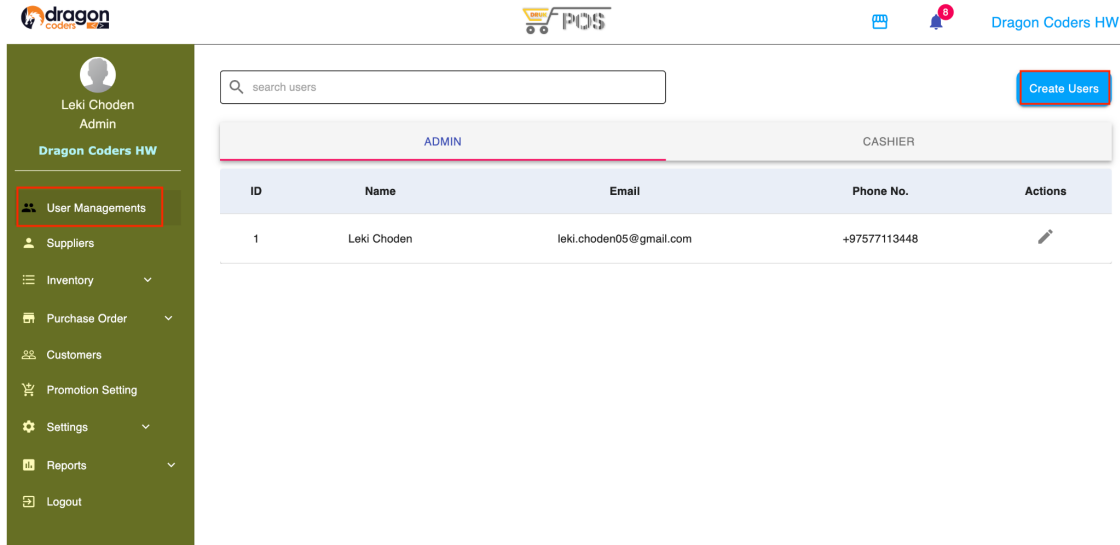 dragon
coders
DRUK
POS
8
Dragon Coders HW
Leki Choden
Admin
Dragon Coders HW
User Managements
Suppliers
Inventory
Purchase Order
Customers
Promotion Setting
Settings
Reports
Logout
search users
Create Users
ADMIN CASHIER
ID Name Email Phone No. Actions
1 Leki Choden leki.choden05@gmail.com +97577113448